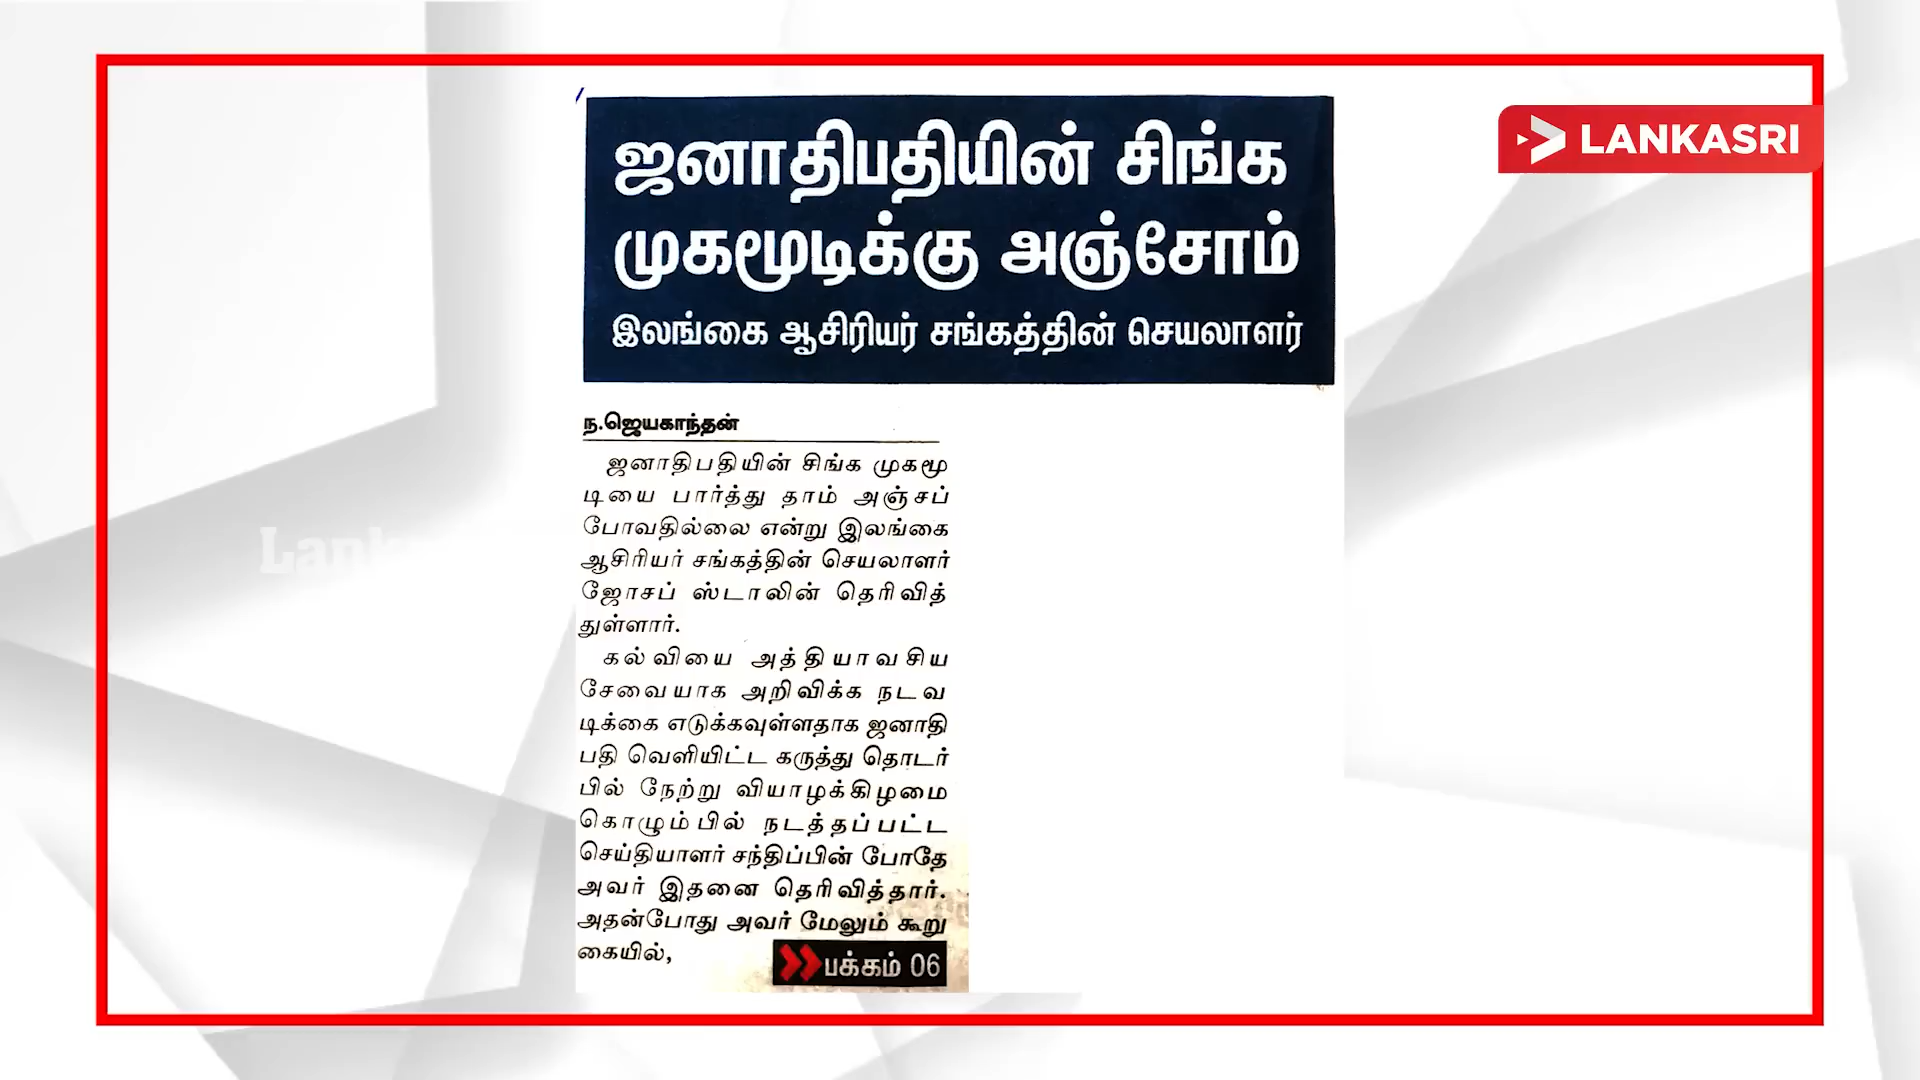 LANKASRI
ஜனாதிபதியின் சிங்க
முகமூடிக்கு அஞ்சோம்
இலங்கை ஆசிரியர் சங்கத்தின் செயலாளர்
ந.ஜெயகாந்தன்
ஜனாதிபதியின் சிங்க முகமூ
டியை பார்த்து தாம் அஞ்சப்
போவதில்லை என்று இலங்கை
ஆசிரியர் சங்கத்தின் செயலாளர்
ஜோசப் ஸ்டாலின் தெரிவித்
துள்ளார்.
கல்வியை அத்தியாவசிய
சேவையாக அறிவிக்க நடவ
டிக்கை எடுக்கவுள்ளதாக ஜனாதி
பதி வெளியிட்ட கருத்து தொடர்
பில் நேற்று வியாழக்கிழமை
கொழும்பில் நடத்தப்பட்ட
செய்தியாளர் சந்திப்பின் போதே
அவர் இதனை தெரிவித்தார்.
அதன்போது அவர் மேலும் கூறு
கையில்,
பக்கம் 06